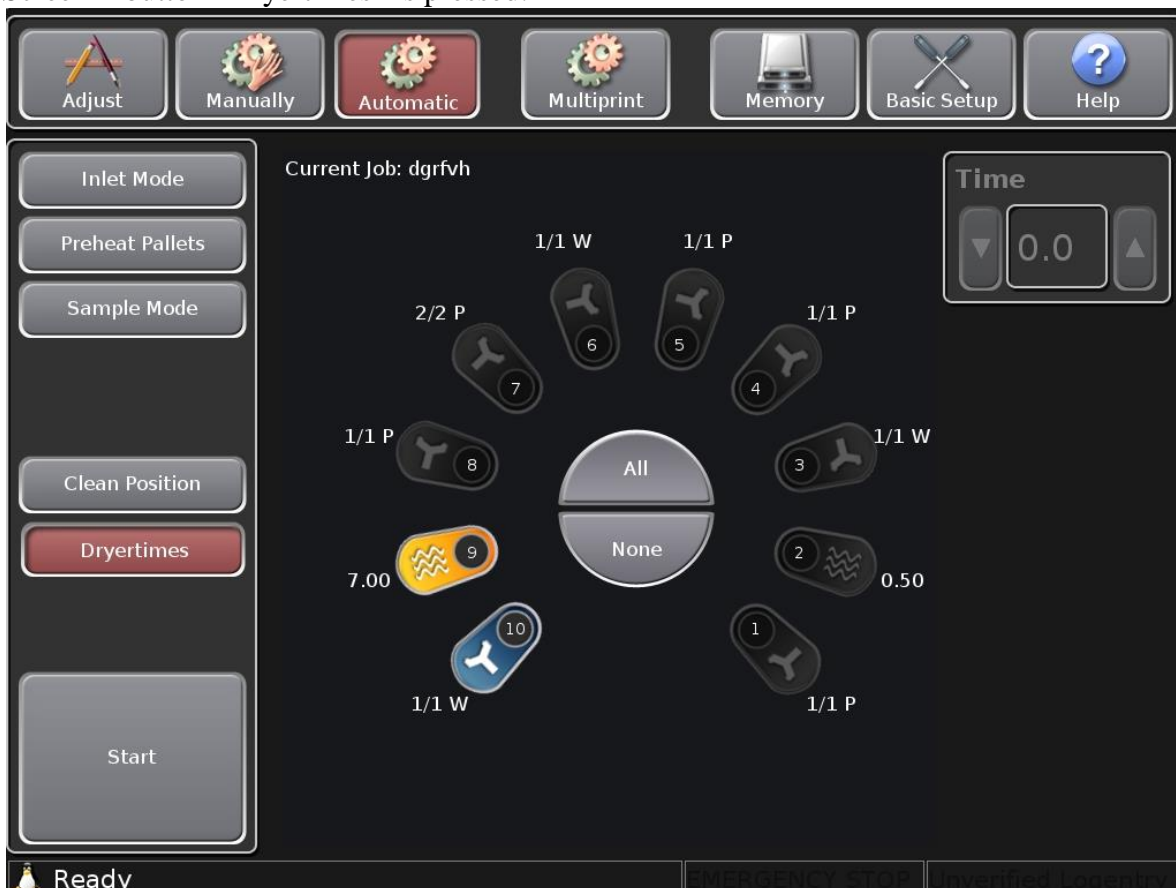 Adjust
Manually
Automatic
Multiprint
Memory
Basic Setup
Help
Inlet Mode
Preheat Pallets
Sample Mode
Clean Position
Dryertimes
Start
Current Job: dgrfvh
1/1 W
1/1 P
2/2 P
1/1 P
6
5
7
4
1/1 P
1/1 W
8
3
All
None
9
2
7.00
0.50
10
1
1/1 W
1/1 P
Time
0.0
Ready
EMERGENCY STOP
Unverified Logentry